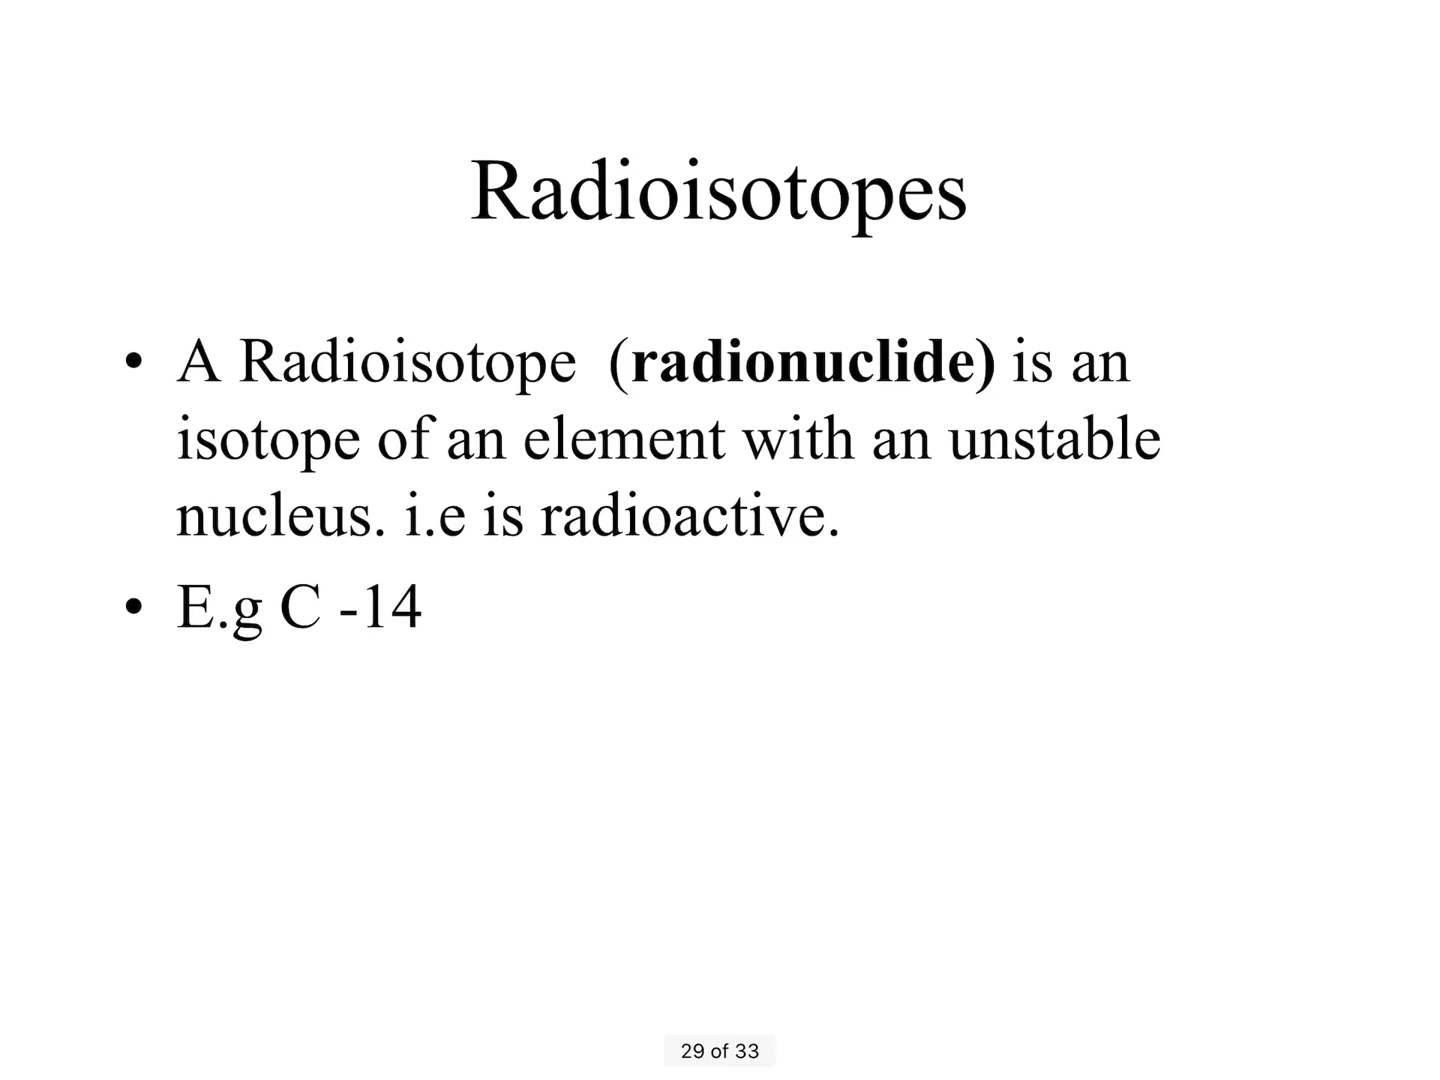 Radioisotopes
• A Radioisotope  (radionuclide) is an
isotope of an element with an unstable
nucleus. i.e is radioactive.
• E.g C -14
29 of 33